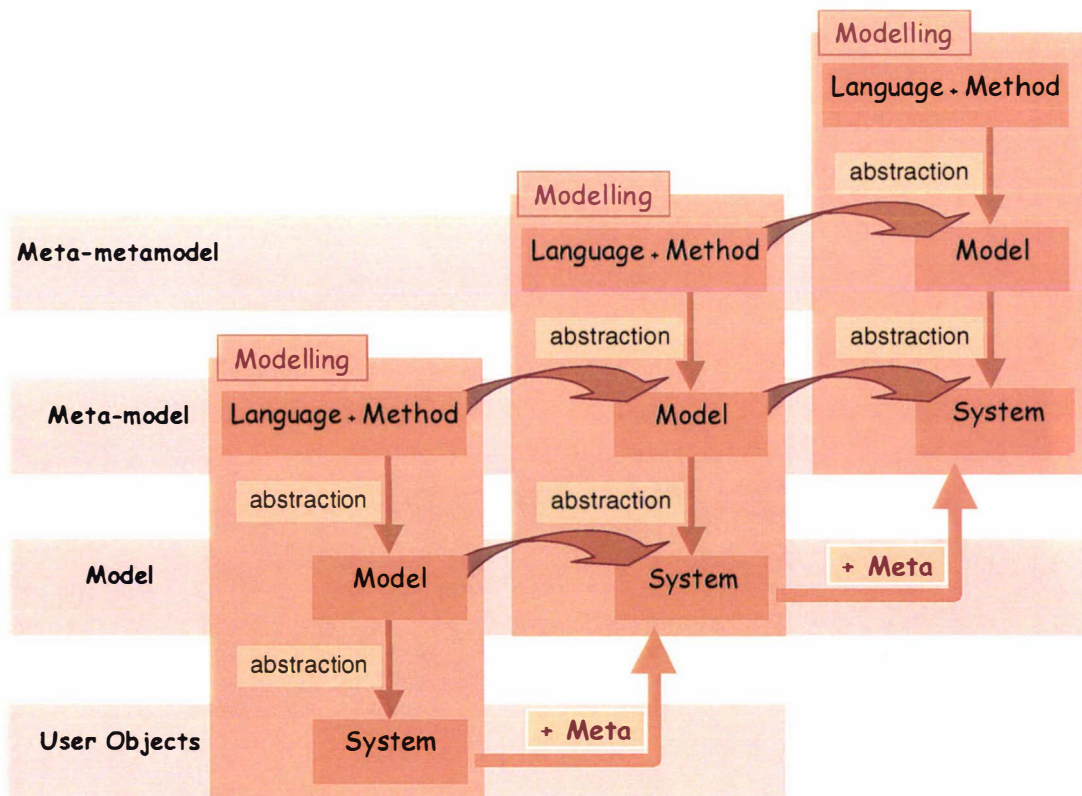 Modelling
Language + Method
abstraction
Modelling
Meta-metamodel
Language + Method
Model
abstraction
abstraction
Modelling
Meta-model
Language + Method
Model
System
abstraction
abstraction
Model
Model
System
+ Meta
abstraction
User Objects
System
+ Meta